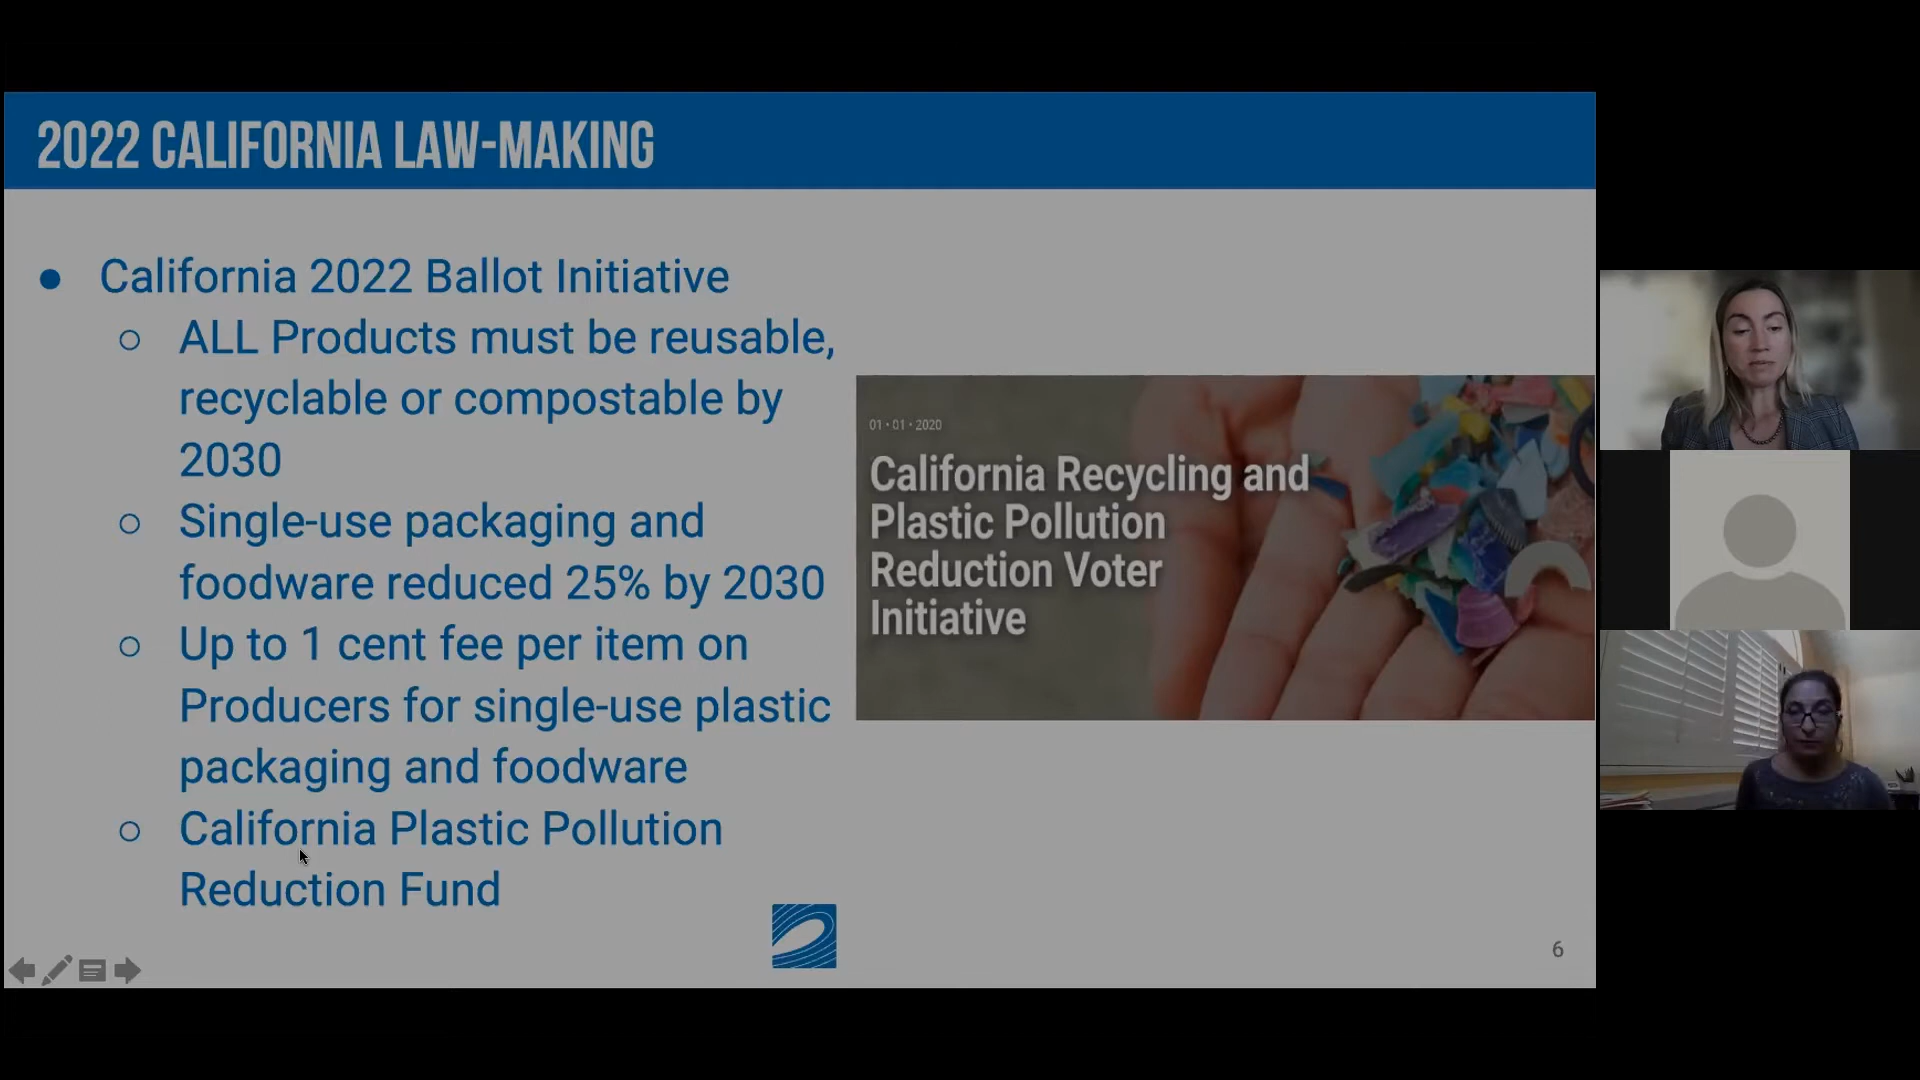 2022 CALIFORNIA LAW-MAKING
● California 2022 Ballot Initiative
○ ALL Products must be reusable,
recyclable or compostable by
2030
○ Single-use packaging and
foodware reduced 25% by 2030
○ Up to 1 cent fee per item on
Producers for single-use plastic
packaging and foodware
○ California Plastic Pollution
Reduction Fund
01 • 01 • 2020
California Recycling and
Plastic Pollution
Reduction Voter
Initiative
6